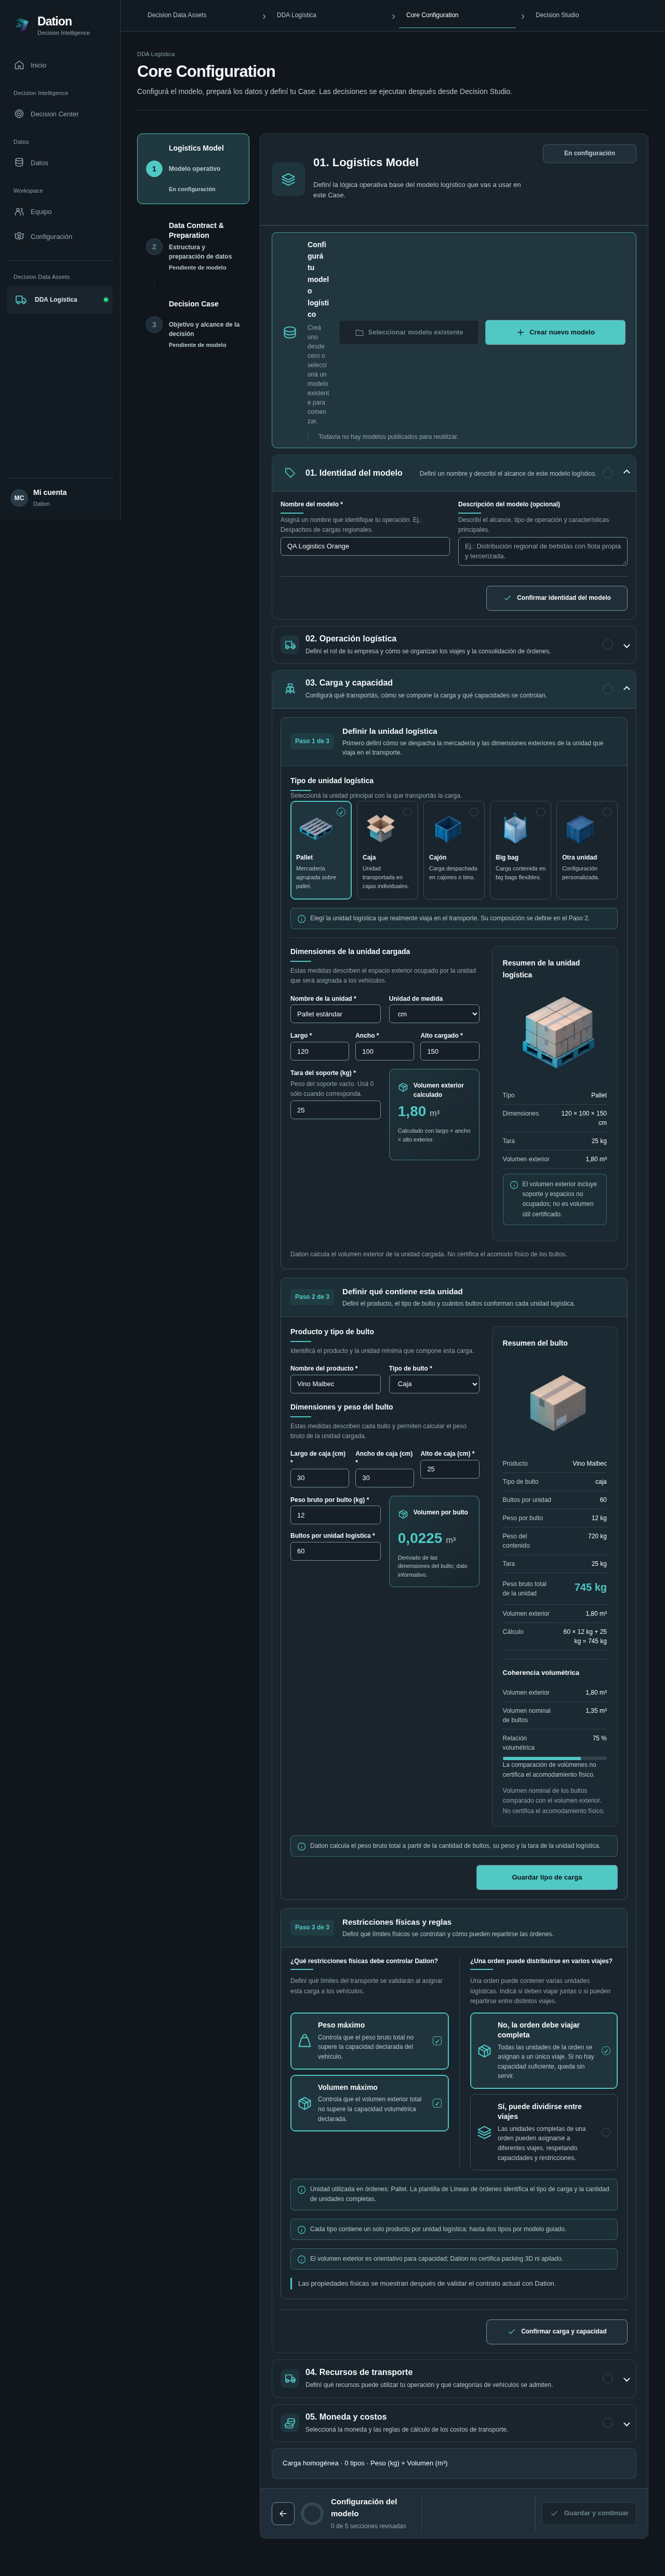 Dation
Decision Intelligence
Inicio
Decision Intelligence
Decision Center
Datos
Datos
Workspace
Equipo
Configuración
Decision Data Assets
DDA Logística
MC
Mi cuenta
Dation
Decision Data Assets
DDA Logística
Core Configuration
Decision Studio
DDA Logística
Core Configuration
Configurá el modelo, prepará los datos y definí tu Case. Las decisiones se ejecutan después desde Decision Studio.
Logistics Model
1
Modelo operativo
En configuración
Data Contract &
Preparation
2
Estructura y
preparación de datos
Pendiente de modelo
Decision Case
3
Objetivo y alcance de la
decisión
Pendiente de modelo
En configuración
01. Logistics Model
Definí la lógica operativa base del modelo logístico que vas a usar en
este Case.
Confi
gurá
tu
model
o
logísti
co
Creá
uno
desde
cero o
selecci
oná un
modelo
existent
e para
comen
zar.
Seleccionar modelo existente
Crear nuevo modelo
Todavía no hay modelos publicados para reutilizar.
01. Identidad del modelo
Definí un nombre y describí el alcance de este modelo logístico.
Nombre del modelo *
Asigná un nombre que identifique tu operación. Ej.:
Despachos de cargas regionales.
QA Logistics Orange
Descripción del modelo (opcional)
Describí el alcance, tipo de operación y características
principales.
Ej.: Distribución regional de bebidas con flota propia
y tercerizada.
Confirmar identidad del modelo
02. Operación logística
Definí el rol de tu empresa y cómo se organizan los viajes y la consolidación de órdenes.
03. Carga y capacidad
Configurá qué transportás, cómo se compone la carga y qué capacidades se controlan.
Paso 1 de 3
Definir la unidad logística
Primero definí cómo se despacha la mercadería y las dimensiones exteriores de la unidad que
viaja en el transporte.
Tipo de unidad logística
Seleccioná la unidad principal con la que transportás la carga.
Pallet
Mercadería
agrupada sobre
pallet.
Caja
Unidad
transportada en
cajas individuales.
Cajón
Carga despachada
en cajones o bins.
Big bag
Carga contenida en
big bags flexibles.
Otra unidad
Configuración
personalizada.
Elegí la unidad logística que realmente viaja en el transporte. Su composición se define en el Paso 2.
Dimensiones de la unidad cargada
Estas medidas describen el espacio exterior ocupado por la unidad
que será asignada a los vehículos.
Nombre de la unidad *
Pallet estándar
Unidad de medida
cm
Largo *
120
Ancho *
100
Alto cargado *
150
Tara del soporte (kg) *
Peso del soporte vacío. Usá 0
sólo cuando corresponda.
25
Volumen exterior
calculado
1,80 m³
Calculado con largo × ancho
× alto exterior.
Resumen de la unidad
logística
Tipo Pallet
Dimensiones 120 × 100 × 150
cm
Tara 25 kg
Volumen exterior 1,80 m³
El volumen exterior incluye
soporte y espacios no
ocupados; no es volumen
útil certificado.
Dation calcula el volumen exterior de la unidad cargada. No certifica el acomodo físico de los bultos.
Paso 2 de 3
Definir qué contiene esta unidad
Definí el producto, el tipo de bulto y cuántos bultos conforman cada unidad logística.
Producto y tipo de bulto
Identificá el producto y la unidad mínima que compone esta carga.
Nombre del producto *
Vino Malbec
Tipo de bulto *
Caja
Dimensiones y peso del bulto
Estas medidas describen cada bulto y permiten calcular el peso
bruto de la unidad cargada.
Largo de caja (cm)
*
30
Ancho de caja (cm)
*
30
Alto de caja (cm) *
25
Peso bruto por bulto (kg) *
12
Bultos por unidad logística *
60
Volumen por bulto
0,0225 m³
Derivado de las
dimensiones del bulto; dato
informativo.
Resumen del bulto
Producto Vino Malbec
Tipo de bulto caja
Bultos por unidad 60
Peso por bulto 12 kg
Peso del
contenido 720 kg
Tara 25 kg
Peso bruto total
de la unidad 745 kg
Volumen exterior 1,80 m³
Cálculo 60 × 12 kg + 25
kg = 745 kg
Coherencia volumétrica
Volumen exterior 1,80 m³
Volumen nominal
de bultos 1,35 m³
Relación
volumétrica 75 %
La comparación de volúmenes no
certifica el acomodamiento físico.
Volumen nominal de los bultos
comparado con el volumen exterior.
No certifica el acomodamiento físico.
Dation calcula el peso bruto total a partir de la cantidad de bultos, su peso y la tara de la unidad logística.
Guardar tipo de carga
Paso 3 de 3
Restricciones físicas y reglas
Definí qué límites físicos se controlan y cómo pueden repartirse las órdenes.
¿Qué restricciones físicas debe controlar Dation?
Definí qué límites del transporte se validarán al asignar
esta carga a los vehículos.
Peso máximo
Controla que el peso bruto total no
supere la capacidad declarada del
vehículo.
Volumen máximo
Controla que el volumen exterior total
no supere la capacidad volumétrica
declarada.
¿Una orden puede distribuirse en varios viajes?
Una orden puede contener varias unidades
logísticas. Indicá si deben viajar juntas o si pueden
repartirse entre distintos viajes.
No, la orden debe viajar
completa
Todas las unidades de la orden se
asignan a un único viaje. Si no hay
capacidad suficiente, queda sin
servir.
Sí, puede dividirse entre
viajes
Las unidades completas de una
orden pueden asignarse a
diferentes viajes, respetando
capacidades y restricciones.
Unidad utilizada en órdenes: Pallet. La plantilla de Líneas de órdenes identifica el tipo de carga y la cantidad
de unidades completas.
Cada tipo contiene un solo producto por unidad logística; hasta dos tipos por modelo guiado.
El volumen exterior es orientativo para capacidad; Dation no certifica packing 3D ni apilado.
Las propiedades físicas se muestran después de validar el contrato actual con Dation.
Confirmar carga y capacidad
04. Recursos de transporte
Definí qué recursos puede utilizar tu operación y qué categorías de vehículos se admiten.
05. Moneda y costos
Seleccioná la moneda y las reglas de cálculo de los costos de transporte.
Carga homogénea · 0 tipos · Peso (kg) + Volumen (m³)
Configuración del
modelo
0 de 5 secciones revisadas
Guardar y continuar